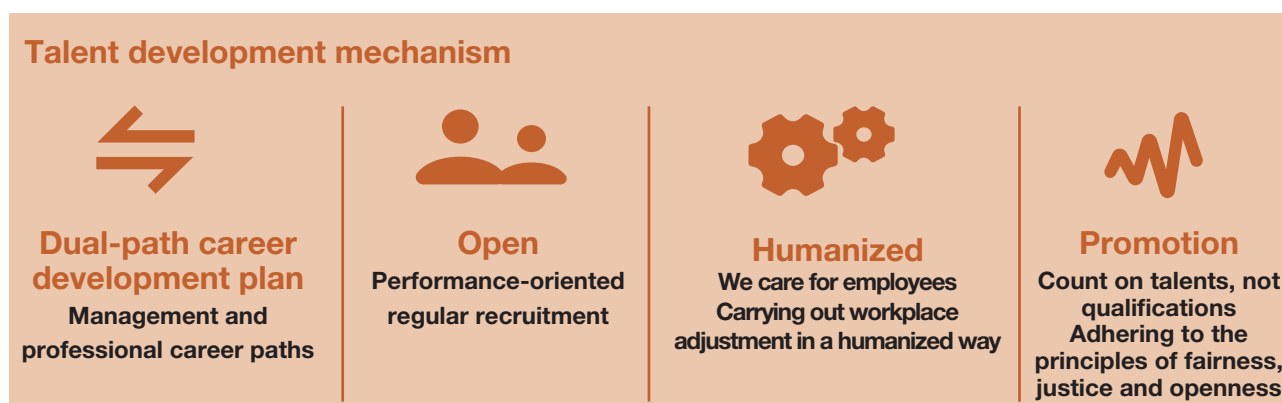 Talent development mechanism
Dual-path career
development plan
Management and
professional career paths
Open
Performance-oriented
regular recruitment
Humanized
We care for employees
Carrying out workplace
adjustment in a humanized way
Promotion
Count on talents, not
qualifications
Adhering to the
principles of fairness,
justice and openness